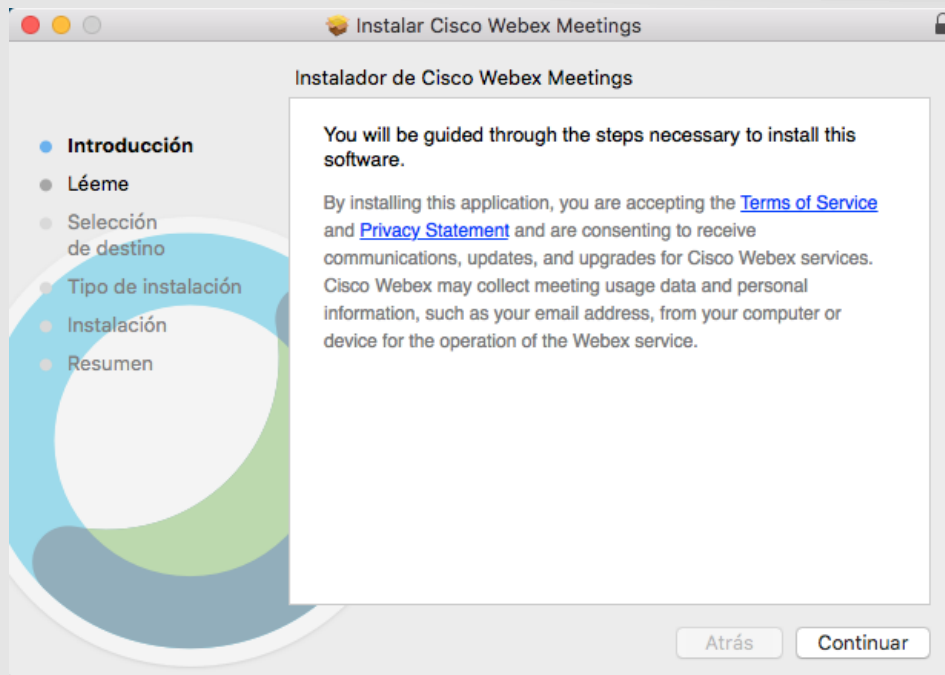 Instalar Cisco Webex Meetings
Instalador de Cisco Webex Meetings
Introducción
Léeme
Selección
de destino
Tipo de instalación
Instalación
Resumen
You will be guided through the steps necessary to install this
software.
By installing this application, you are accepting the Terms of Service
and Privacy Statement and are consenting to receive
communications, updates, and upgrades for Cisco Webex services.
Cisco Webex may collect meeting usage data and personal
information, such as your email address, from your computer or
device for the operation of the Webex service.
Atrás
Continuar